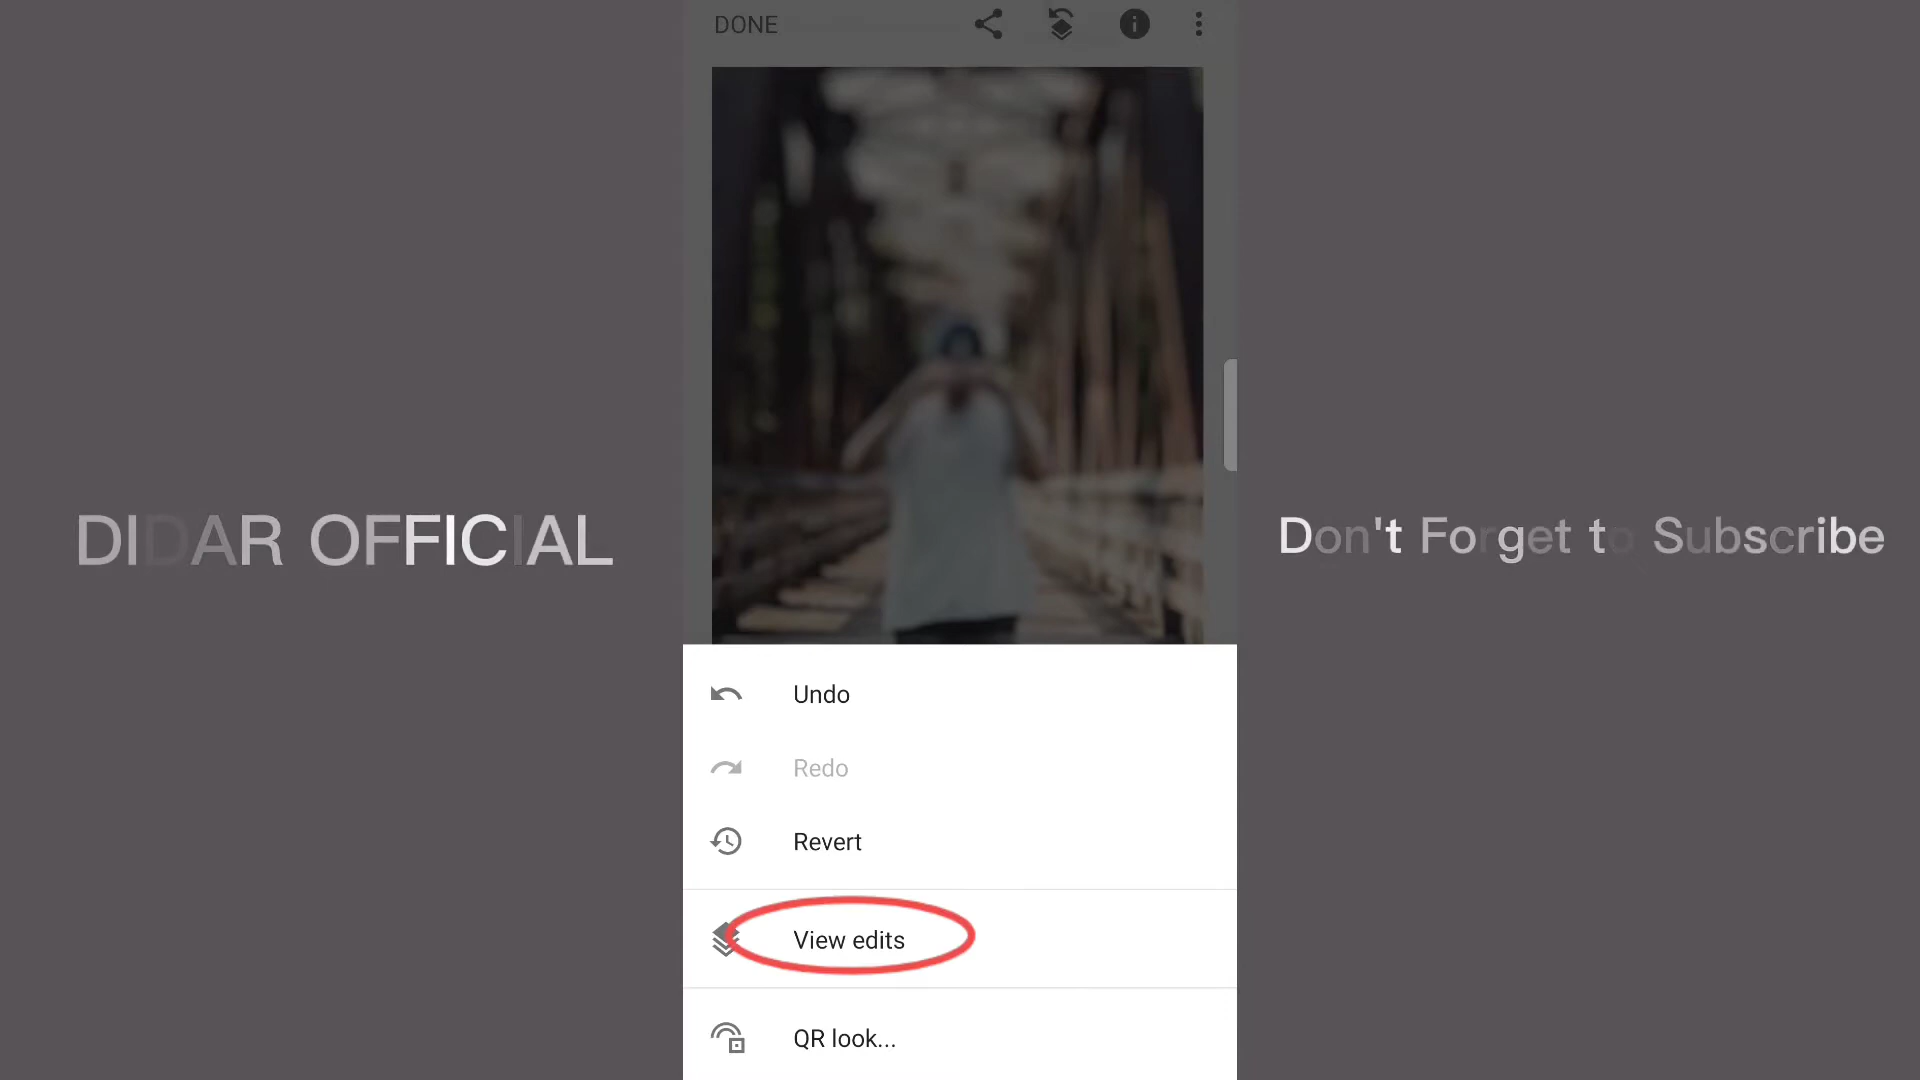 DONE
DIDAR OFFICIAL
Don't Forget to Subscribe
Undo
Redo
Revert
View edits
QR look...